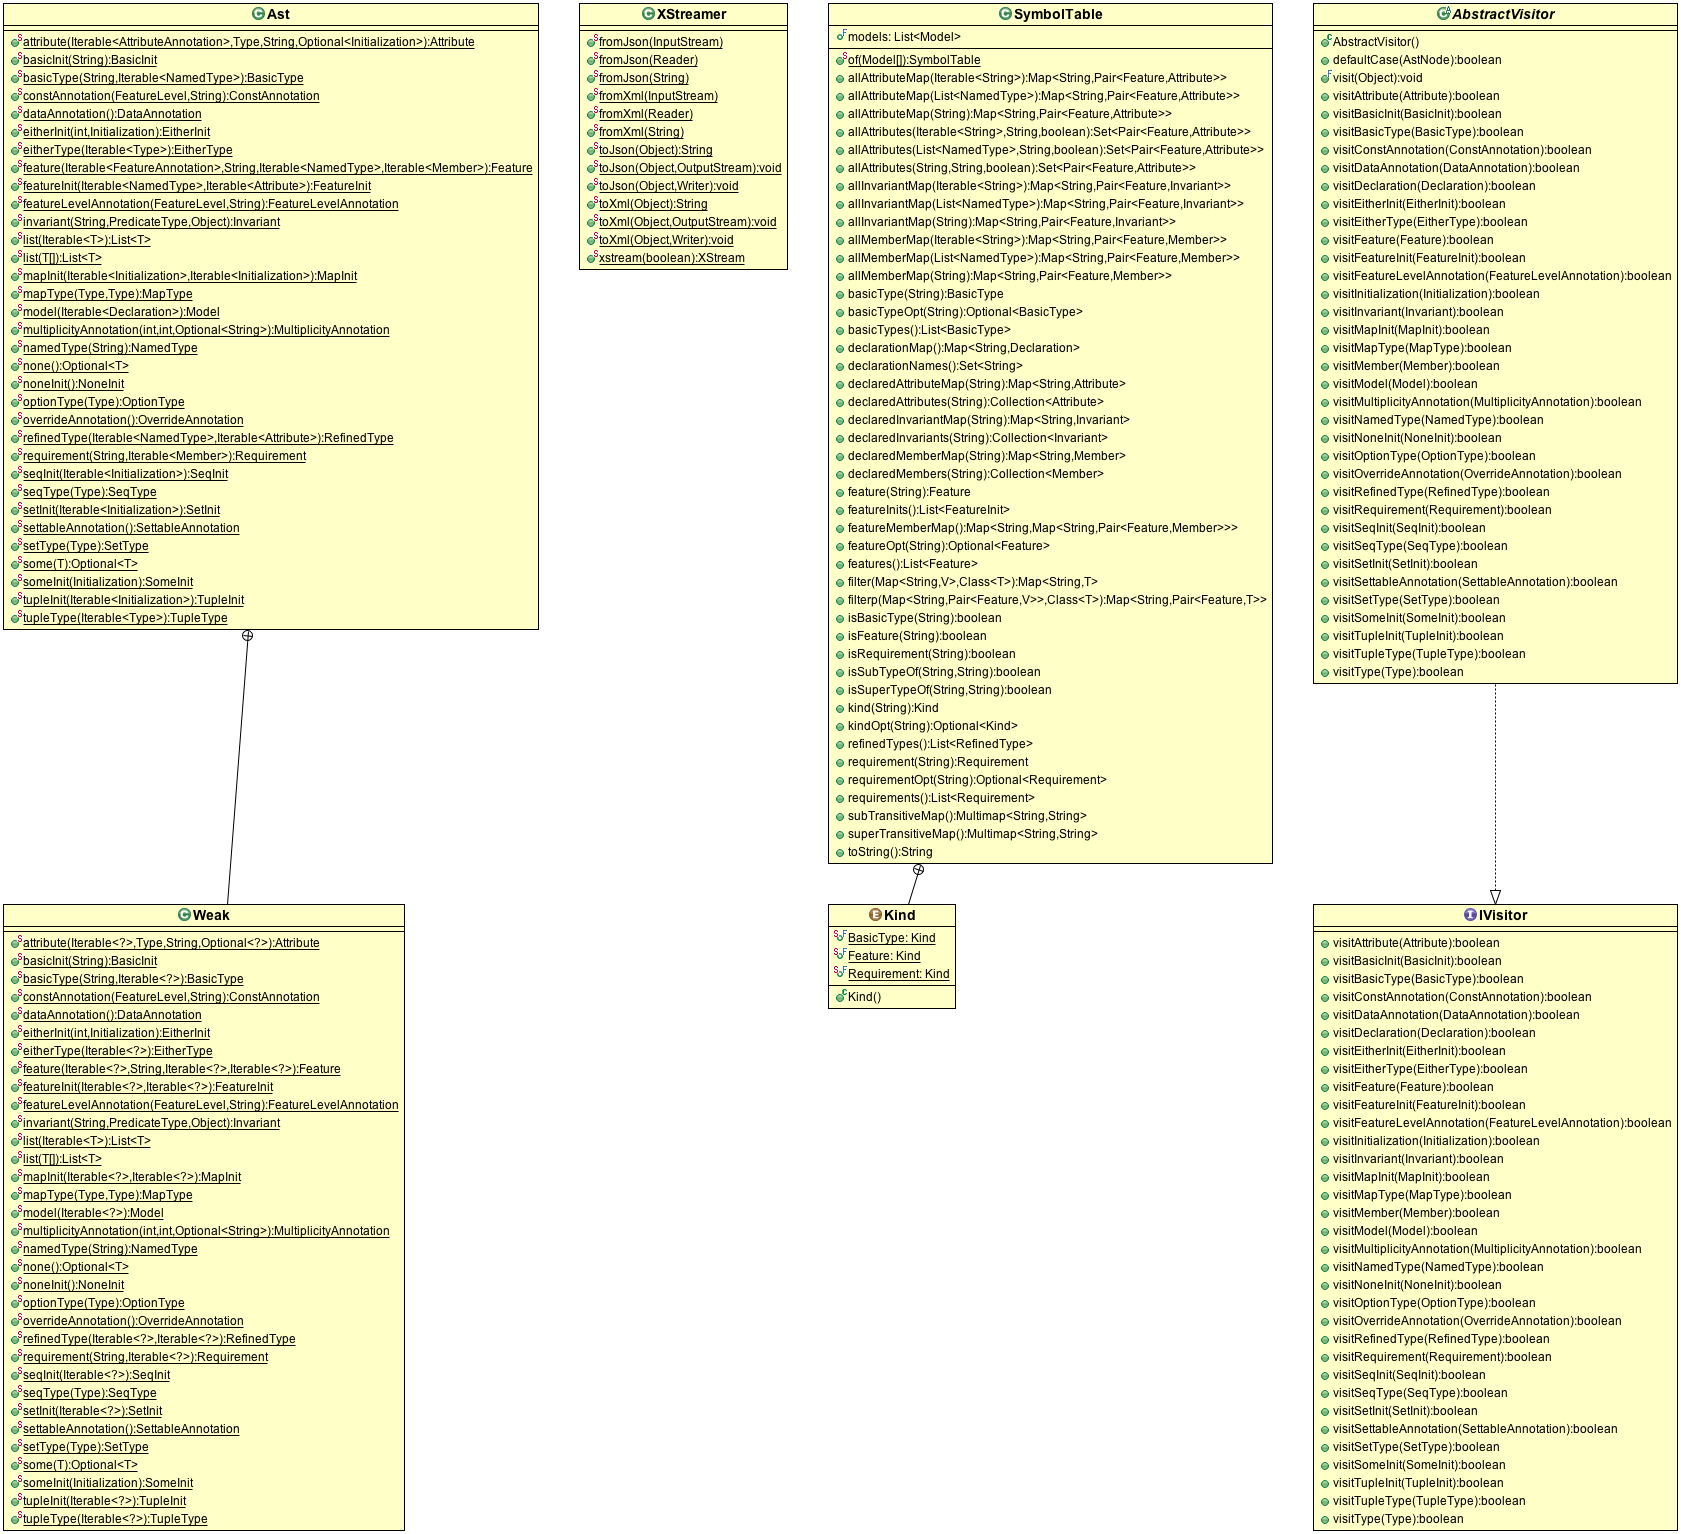 Ast
attribute(Iterable<AttributeAnnotation>,Type,String,Optional<Initialization>):Attribute
basicInit(String):BasicInit
basicType(String,Iterable<NamedType>):BasicType
constAnnotation(FeatureLevel,String):ConstAnnotation
dataAnnotation():DataAnnotation
eitherInit(int,Initialization):EitherInit
eitherType(Iterable<Type>):EitherType
feature(Iterable<FeatureAnnotation>,String,Iterable<NamedType>,Iterable<Member>):Feature
featureInit(Iterable<NamedType>,Iterable<Attribute>):FeatureInit
featureLevelAnnotation(FeatureLevel,String):FeatureLevelAnnotation
invariant(String,PredicateType,Object):Invariant
list(Iterable<T>):List<T>
list(T[]):List<T>
mapInit(Iterable<Initialization>,Iterable<Initialization>):MapInit
mapType(Type,Type):MapType
model(Iterable<Declaration>):Model
multiplicityAnnotation(int,int,Optional<String>):MultiplicityAnnotation
namedType(String):NamedType
none():Optional<T>
noneInit():NoneInit
optionType(Type):OptionType
overrideAnnotation():OverrideAnnotation
refinedType(Iterable<NamedType>,Iterable<Attribute>):RefinedType
requirement(String,Iterable<Member>):Requirement
seqInit(Iterable<Initialization>):SeqInit
seqType(Type):SeqType
setInit(Iterable<Initialization>):SetInit
settableAnnotation():SettableAnnotation
setType(Type):SetType
some(T):Optional<T>
someInit(Initialization):SomeInit
tupleInit(Iterable<Initialization>):TupleInit
tupleType(Iterable<Type>):TupleType
XStreamer
fromJson(InputStream)
fromJson(Reader)
fromJson(String)
fromXml(InputStream)
fromXml(Reader)
fromXml(String)
toJson(Object):String
toJson(Object,OutputStream):void
toJson(Object,Writer):void
toXml(Object):String
toXml(Object,OutputStream):void
toXml(Object,Writer):void
xstream(boolean):XStream
SymbolTable
models: List<Model>
of(Model[]):SymbolTable
allAttributeMap(Iterable<String>):Map<String,Pair<Feature,Attribute>>
allAttributeMap(List<NamedType>):Map<String,Pair<Feature,Attribute>>
allAttributeMap(String):Map<String,Pair<Feature,Attribute>>
allAttributes(Iterable<String>,String,boolean):Set<Pair<Feature,Attribute>>
allAttributes(List<NamedType>,String,boolean):Set<Pair<Feature,Attribute>>
allAttributes(String,String,boolean):Set<Pair<Feature,Attribute>>
allInvariantMap(Iterable<String>):Map<String,Pair<Feature,Invariant>>
allInvariantMap(List<NamedType>):Map<String,Pair<Feature,Invariant>>
allInvariantMap(String):Map<String,Pair<Feature,Invariant>>
allMemberMap(Iterable<String>):Map<String,Pair<Feature,Member>>
allMemberMap(List<NamedType>):Map<String,Pair<Feature,Member>>
allMemberMap(String):Map<String,Pair<Feature,Member>>
basicType(String):BasicType
basicTypeOpt(String):Optional<BasicType>
basicTypes():List<BasicType>
declarationMap():Map<String,Declaration>
declarationNames():Set<String>
declaredAttributeMap(String):Map<String,Attribute>
declaredAttributes(String):Collection<Attribute>
declaredInvariantMap(String):Map<String,Invariant>
declaredInvariants(String):Collection<Invariant>
declaredMemberMap(String):Map<String,Member>
declaredMembers(String):Collection<Member>
feature(String):Feature
featureInits():List<FeatureInit>
featureMemberMap():Map<String,Map<String,Pair<Feature,Member>>>
featureOpt(String):Optional<Feature>
features():List<Feature>
filter(Map<String,V>,Class<T>):Map<String,T>
filterp(Map<String,Pair<Feature,V>>,Class<T>):Map<String,Pair<Feature,T>>
isBasicType(String):boolean
isFeature(String):boolean
isRequirement(String):boolean
isSubTypeOf(String,String):boolean
isSuperTypeOf(String,String):boolean
kind(String):Kind
kindOpt(String):Optional<Kind>
refinedTypes():List<RefinedType>
requirement(String):Requirement
requirementOpt(String):Optional<Requirement>
requirements():List<Requirement>
subTransitiveMap():Multimap<String,String>
superTransitiveMap():Multimap<String,String>
toString():String
AbstractVisitor
AbstractVisitor()
defaultCase(AstNode):boolean
visit(Object):void
visitAttribute(Attribute):boolean
visitBasicInit(BasicInit):boolean
visitBasicType(BasicType):boolean
visitConstAnnotation(ConstAnnotation):boolean
visitDataAnnotation(DataAnnotation):boolean
visitDeclaration(Declaration):boolean
visitEitherInit(EitherInit):boolean
visitEitherType(EitherType):boolean
visitFeature(Feature):boolean
visitFeatureInit(FeatureInit):boolean
visitFeatureLevelAnnotation(FeatureLevelAnnotation):boolean
visitInitialization(Initialization):boolean
visitInvariant(Invariant):boolean
visitMapInit(MapInit):boolean
visitMapType(MapType):boolean
visitMember(Member):boolean
visitModel(Model):boolean
visitMultiplicityAnnotation(MultiplicityAnnotation):boolean
visitNamedType(NamedType):boolean
visitNoneInit(NoneInit):boolean
visitOptionType(OptionType):boolean
visitOverrideAnnotation(OverrideAnnotation):boolean
visitRefinedType(RefinedType):boolean
visitRequirement(Requirement):boolean
visitSeqInit(SeqInit):boolean
visitSeqType(SeqType):boolean
visitSetInit(SetInit):boolean
visitSettableAnnotation(SettableAnnotation):boolean
visitSetType(SetType):boolean
visitSomeInit(SomeInit):boolean
visitTupleInit(TupleInit):boolean
visitTupleType(TupleType):boolean
visitType(Type):boolean
Weak
attribute(Iterable<?>,Type,String,Optional<?>):Attribute
basicInit(String):BasicInit
basicType(String,Iterable<?>):BasicType
constAnnotation(FeatureLevel,String):ConstAnnotation
dataAnnotation():DataAnnotation
eitherInit(int,Initialization):EitherInit
eitherType(Iterable<?>):EitherType
feature(Iterable<?>,String,Iterable<?>,Iterable<?>):Feature
featureInit(Iterable<?>,Iterable<?>):FeatureInit
featureLevelAnnotation(FeatureLevel,String):FeatureLevelAnnotation
invariant(String,PredicateType,Object):Invariant
list(Iterable<T>):List<T>
list(T[]):List<T>
mapInit(Iterable<?>,Iterable<?>):MapInit
mapType(Type,Type):MapType
model(Iterable<?>):Model
multiplicityAnnotation(int,int,Optional<String>):MultiplicityAnnotation
namedType(String):NamedType
none():Optional<T>
noneInit():NoneInit
optionType(Type):OptionType
overrideAnnotation():OverrideAnnotation
refinedType(Iterable<?>,Iterable<?>):RefinedType
requirement(String,Iterable<?>):Requirement
seqInit(Iterable<?>):SeqInit
seqType(Type):SeqType
setInit(Iterable<?>):SetInit
settableAnnotation():SettableAnnotation
setType(Type):SetType
some(T):Optional<T>
someInit(Initialization):SomeInit
tupleInit(Iterable<?>):TupleInit
tupleType(Iterable<?>):TupleType
Kind
BasicType: Kind
Feature: Kind
Requirement: Kind
Kind()
IVisitor
visitAttribute(Attribute):boolean
visitBasicInit(BasicInit):boolean
visitBasicType(BasicType):boolean
visitConstAnnotation(ConstAnnotation):boolean
visitDataAnnotation(DataAnnotation):boolean
visitDeclaration(Declaration):boolean
visitEitherInit(EitherInit):boolean
visitEitherType(EitherType):boolean
visitFeature(Feature):boolean
visitFeatureInit(FeatureInit):boolean
visitFeatureLevelAnnotation(FeatureLevelAnnotation):boolean
visitInitialization(Initialization):boolean
visitInvariant(Invariant):boolean
visitMapInit(MapInit):boolean
visitMapType(MapType):boolean
visitMember(Member):boolean
visitModel(Model):boolean
visitMultiplicityAnnotation(MultiplicityAnnotation):boolean
visitNamedType(NamedType):boolean
visitNoneInit(NoneInit):boolean
visitOptionType(OptionType):boolean
visitOverrideAnnotation(OverrideAnnotation):boolean
visitRefinedType(RefinedType):boolean
visitRequirement(Requirement):boolean
visitSeqInit(SeqInit):boolean
visitSeqType(SeqType):boolean
visitSetInit(SetInit):boolean
visitSettableAnnotation(SettableAnnotation):boolean
visitSetType(SetType):boolean
visitSomeInit(SomeInit):boolean
visitTupleInit(TupleInit):boolean
visitTupleType(TupleType):boolean
visitType(Type):boolean